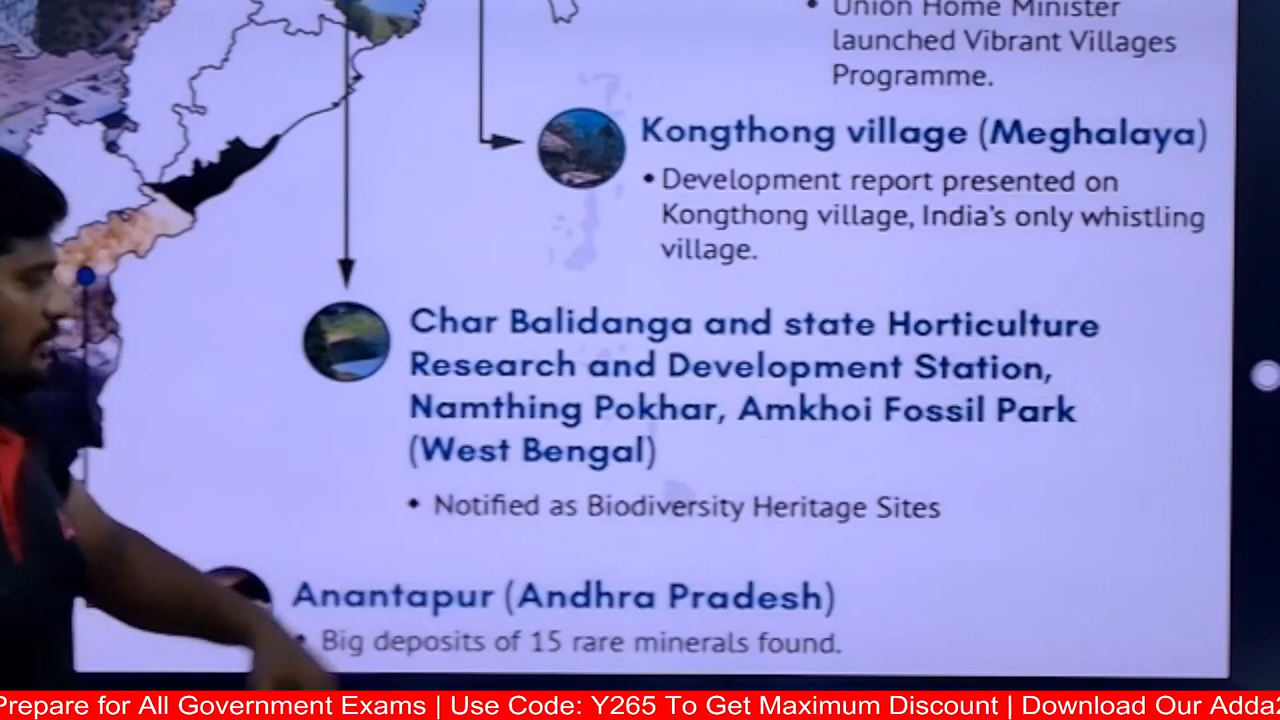 • Union Home Minister
launched Vibrant Villages
Programme.
Kongthong village (Meghalaya)
• Development report presented on
Kongthong village, India's only whistling
village.
Char Balidanga and state Horticulture
Research and Development Station,
Namthing Pokhar, Amkhoi Fossil Park
(West Bengal)
• Notified as Biodiversity Heritage Sites
Anantapur (Andhra Pradesh)
• Big deposits of 15 rare minerals found.
Prepare for All Government Exams | Use Code: Y265 To Get Maximum Discount | Download Our Adda2